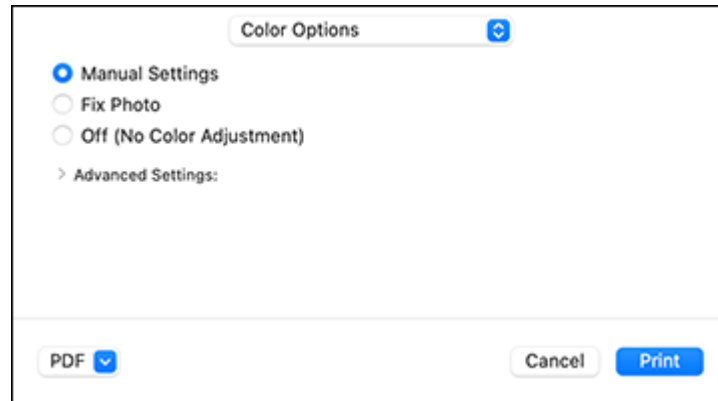 Color Options
Manual Settings
Fix Photo
Off (No Color Adjustment)
Advanced Settings:
PDF
Cancel
Print